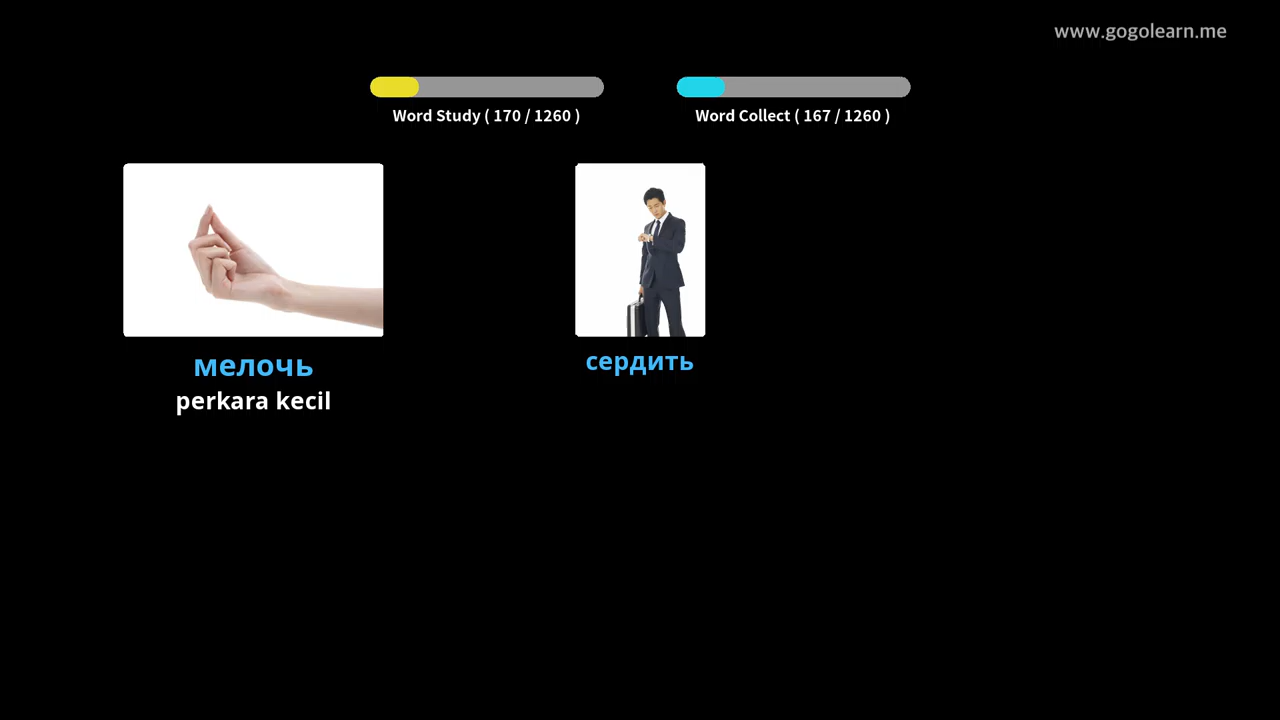 www.gogolearn.me
Word Study ( 170 / 1260 )
Word Collect ( 167 / 1260 )
мелочь
perkara kecil
сердить